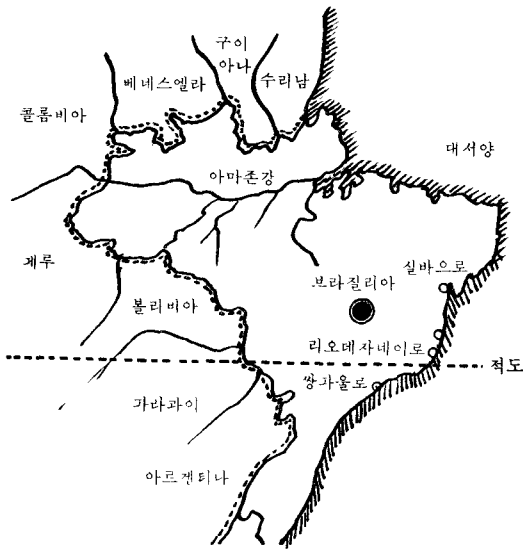 구이
아나
베네스엘라
수리남
콜롬비아
대서양
아마존강
페루
브라질리아
실바으로
볼리비아
리오데쟈네이로
적도
쌍파울로
파라과이
아르젠티나